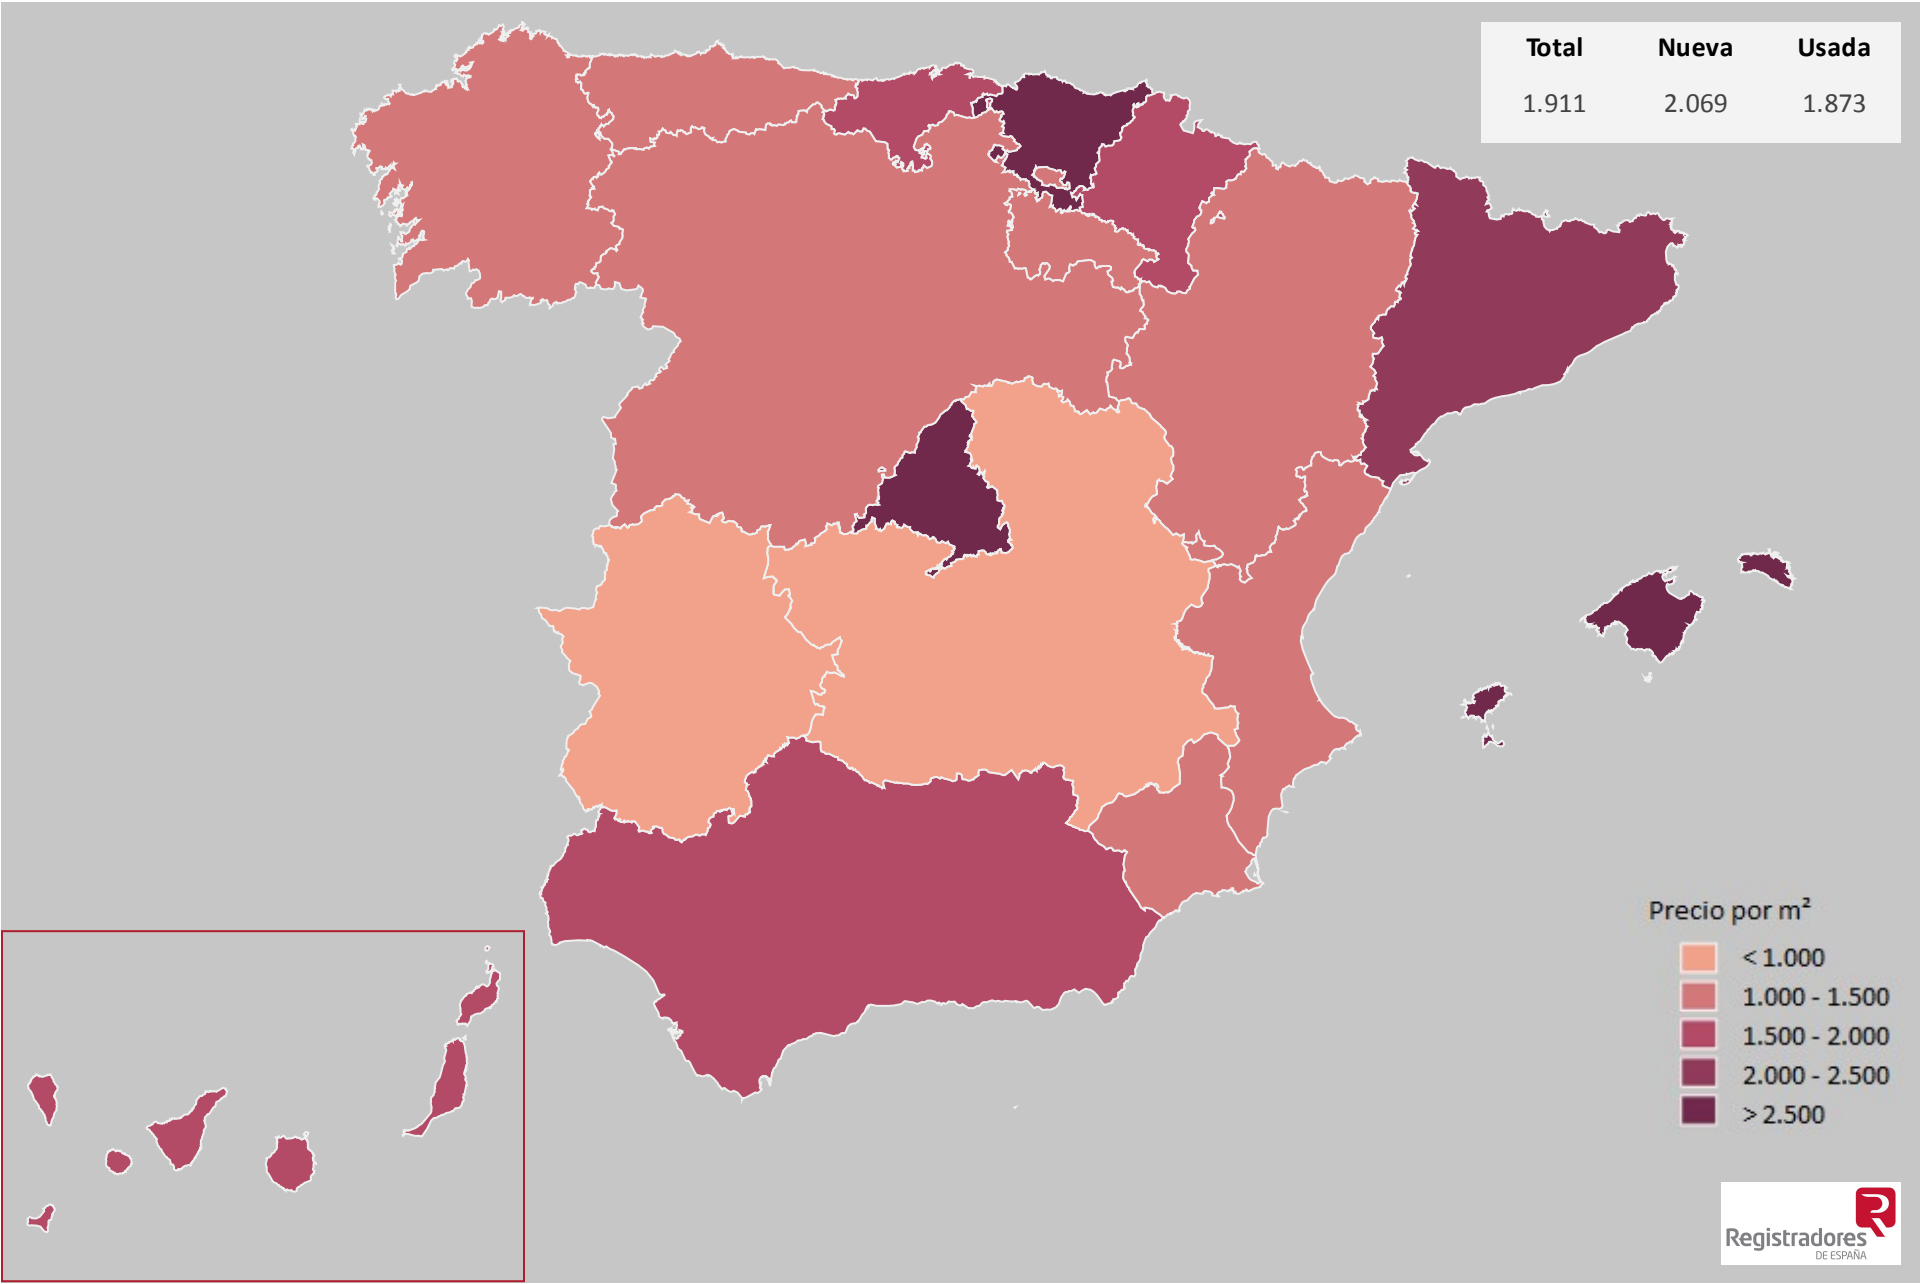 Total Nueva Usada
1.911 2.069 1.873
Precio por m²
< 1.000
1.000 - 1.500
1.500 - 2.000
2.000 - 2.500
> 2.500
Registradores
DE ESPAÑA